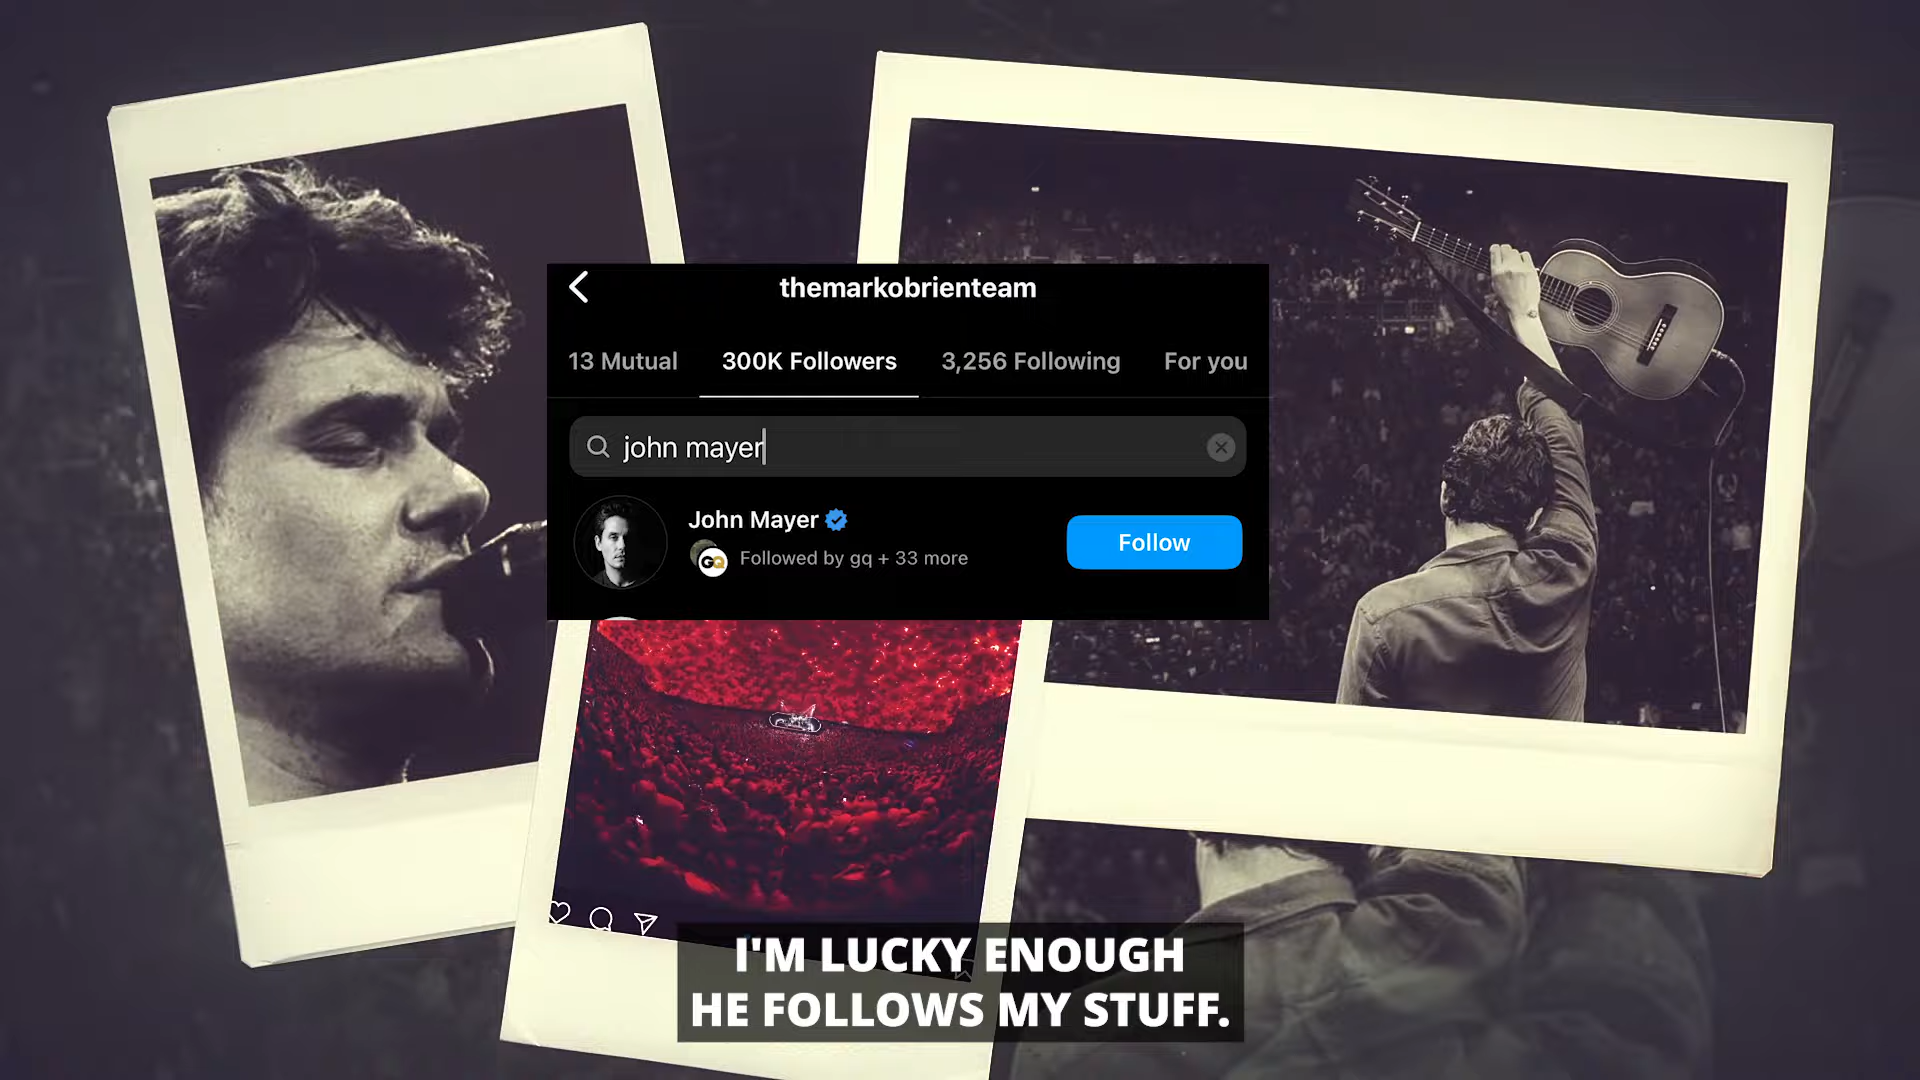 themarkobrienteam
13 Mutual 300K Followers 3,256 Following For you
john mayer
John Mayer
GQ Followed by gq + 33 more
Follow
I'M LUCKY ENOUGH
HE FOLLOWS MY STUFF.